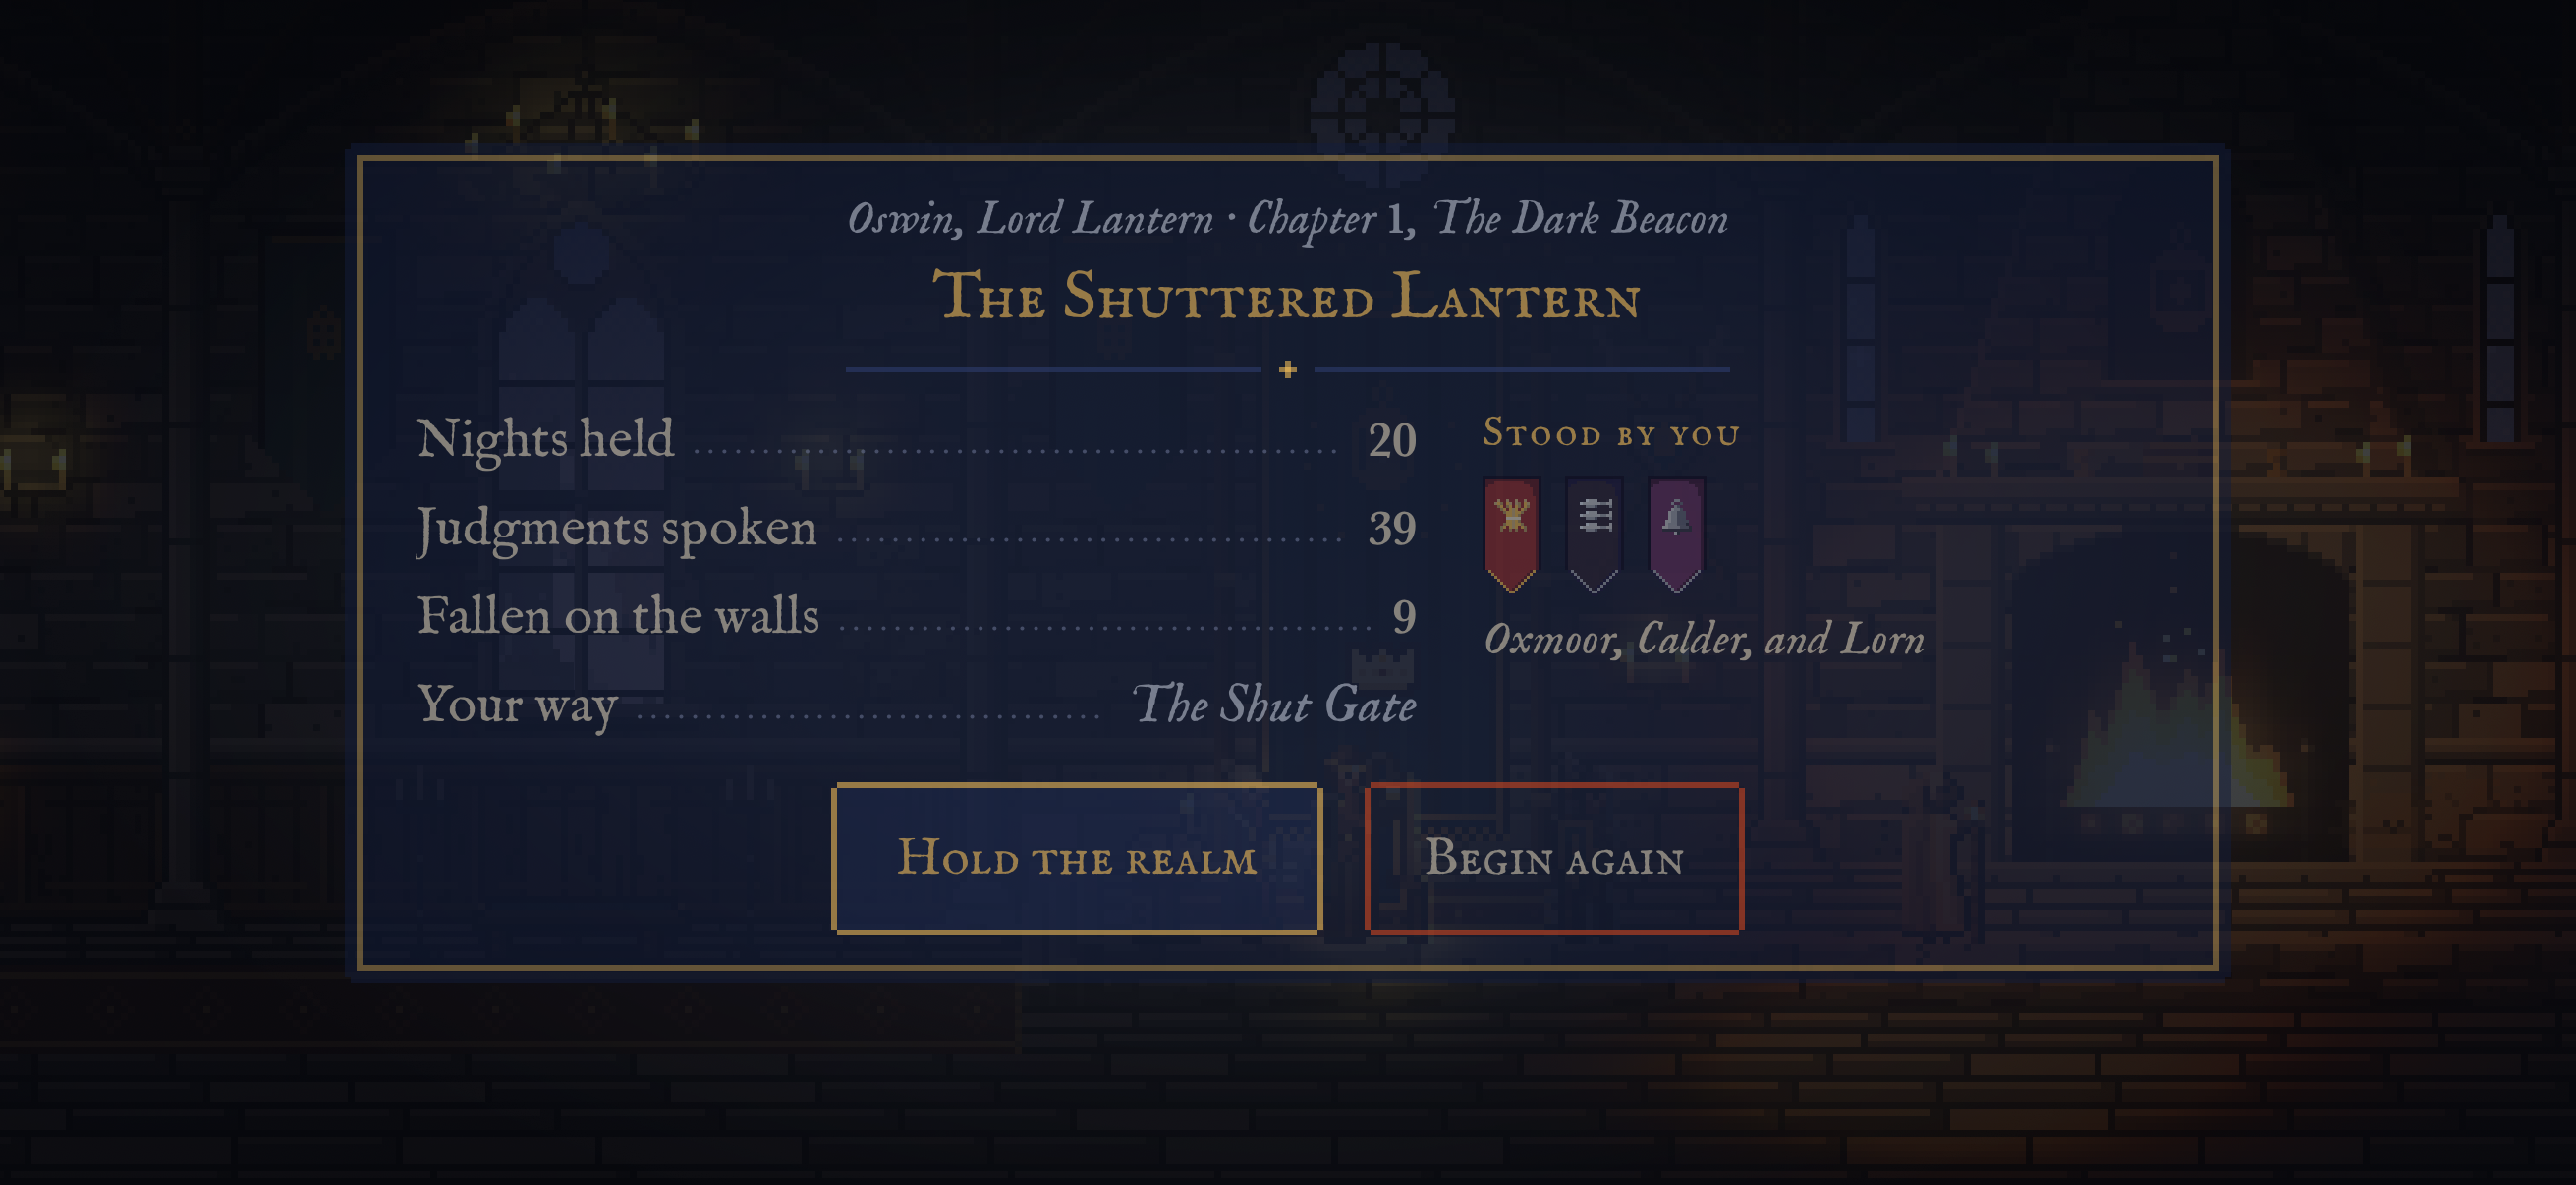 Oswin, Lord Lantern · Chapter 1, The Dark Beacon
The Shuttered Lantern
Nights held 20
Judgments spoken 39
Fallen on the walls 9
Your way The Shut Gate
Stood by you
Oxmoor, Calder, and Lorn
Hold the realm
Begin again